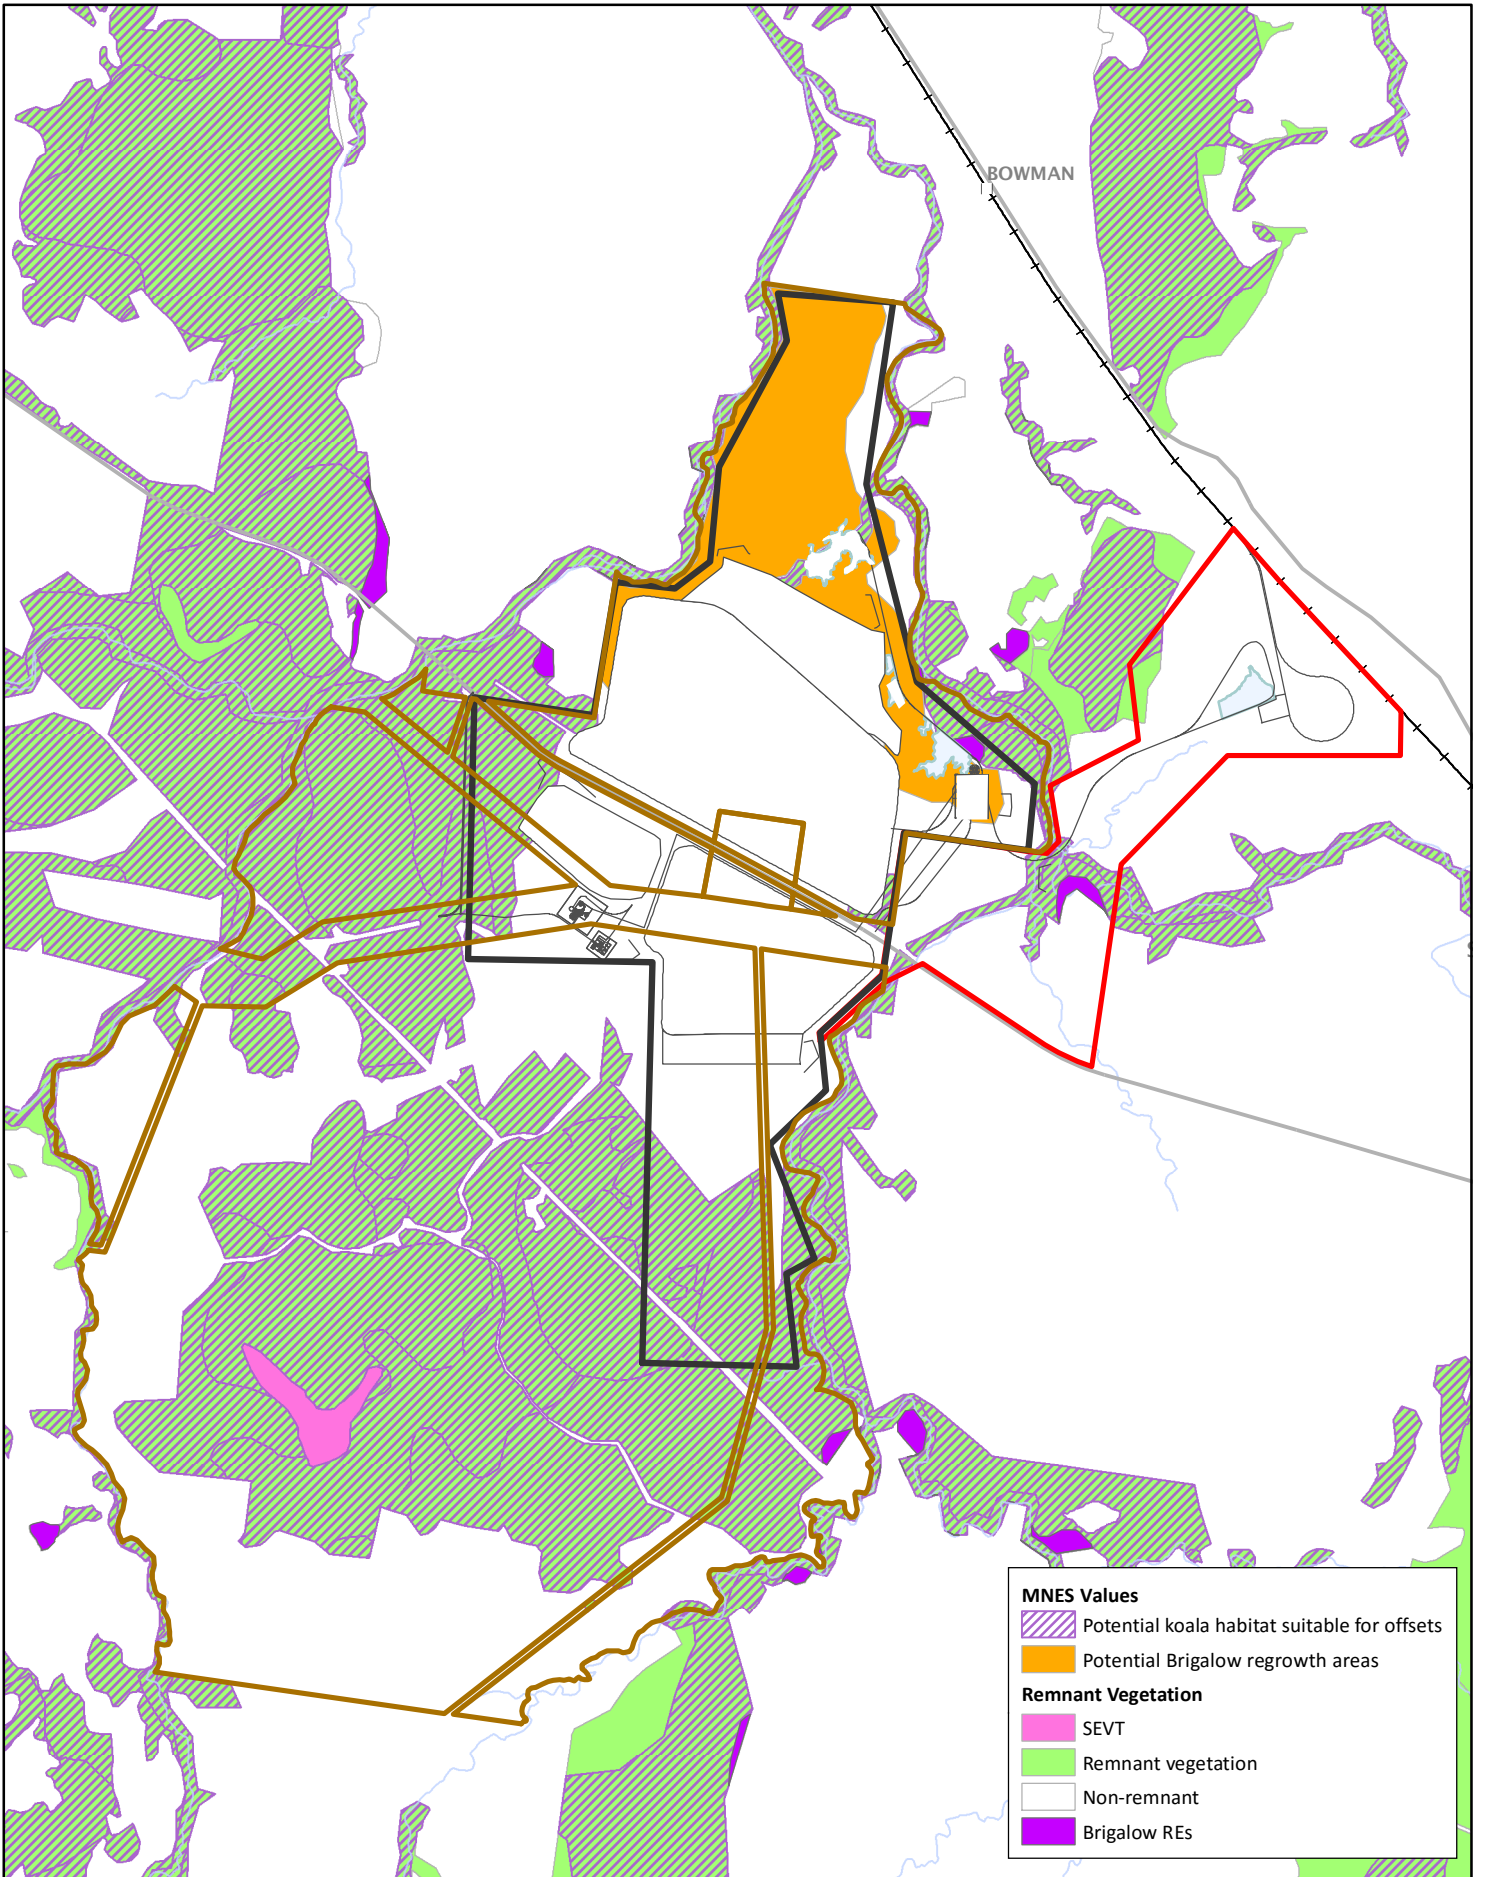 BOWMAN
S
MNES Values
Potential koala habitat suitable for offsets
Potential Brigalow regrowth areas
Remnant Vegetation
SEVT
Remnant vegetation
Non-remnant
Brigalow REs